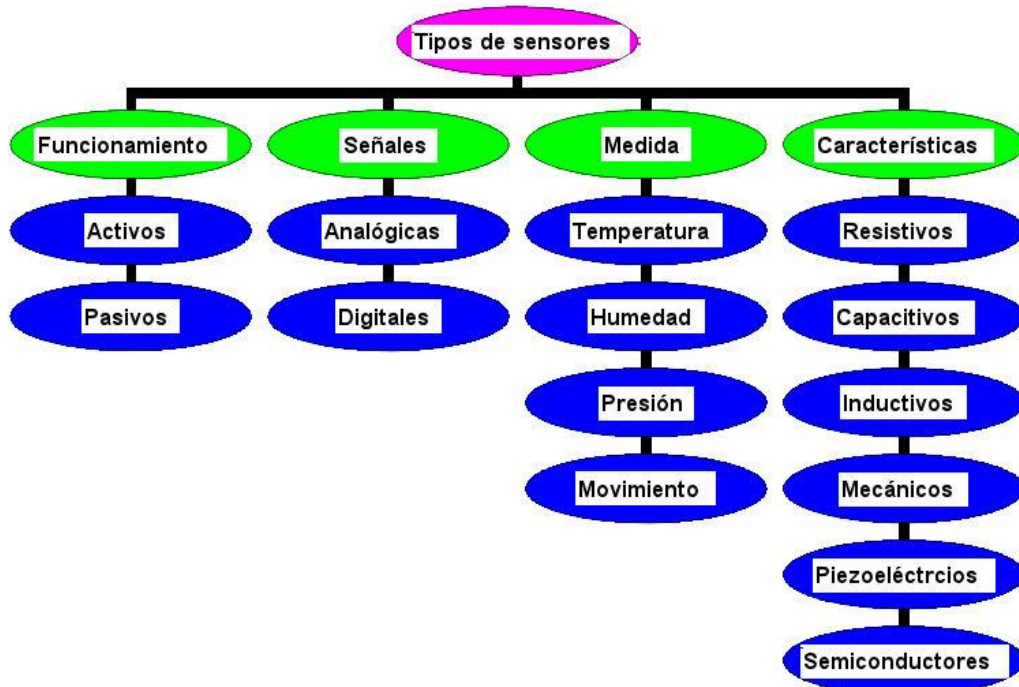 Tipos de sensores
Funcionamiento
Señales
Medida
Característísticas
Activos
Analógicas
Temperatura
Resistivos
Pasivos
Digitales
Humedad
Capacitivos
Presión
Inductivos
Movimiento
Mecánicos
Piezoeléctrcios
Semiconductores